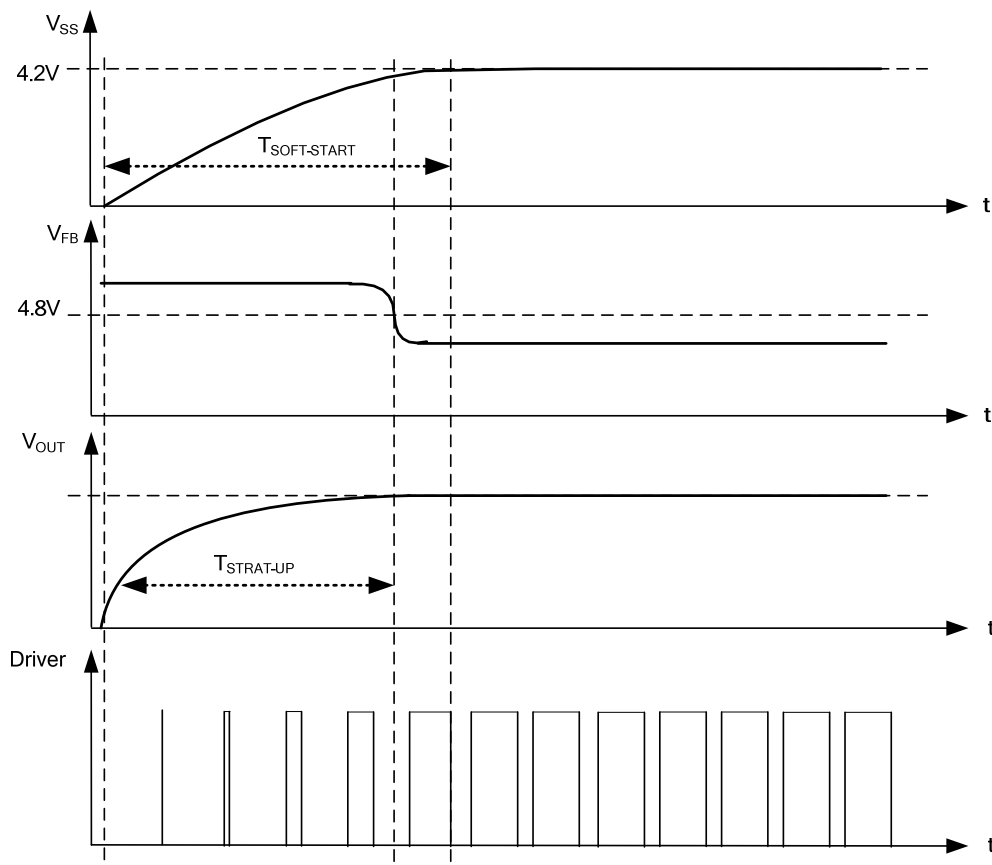 VSS
4.2V
TSOFT-START
t
VFB
4.8V
t
VOUT
TSTRAT-UP
t
Driver
t